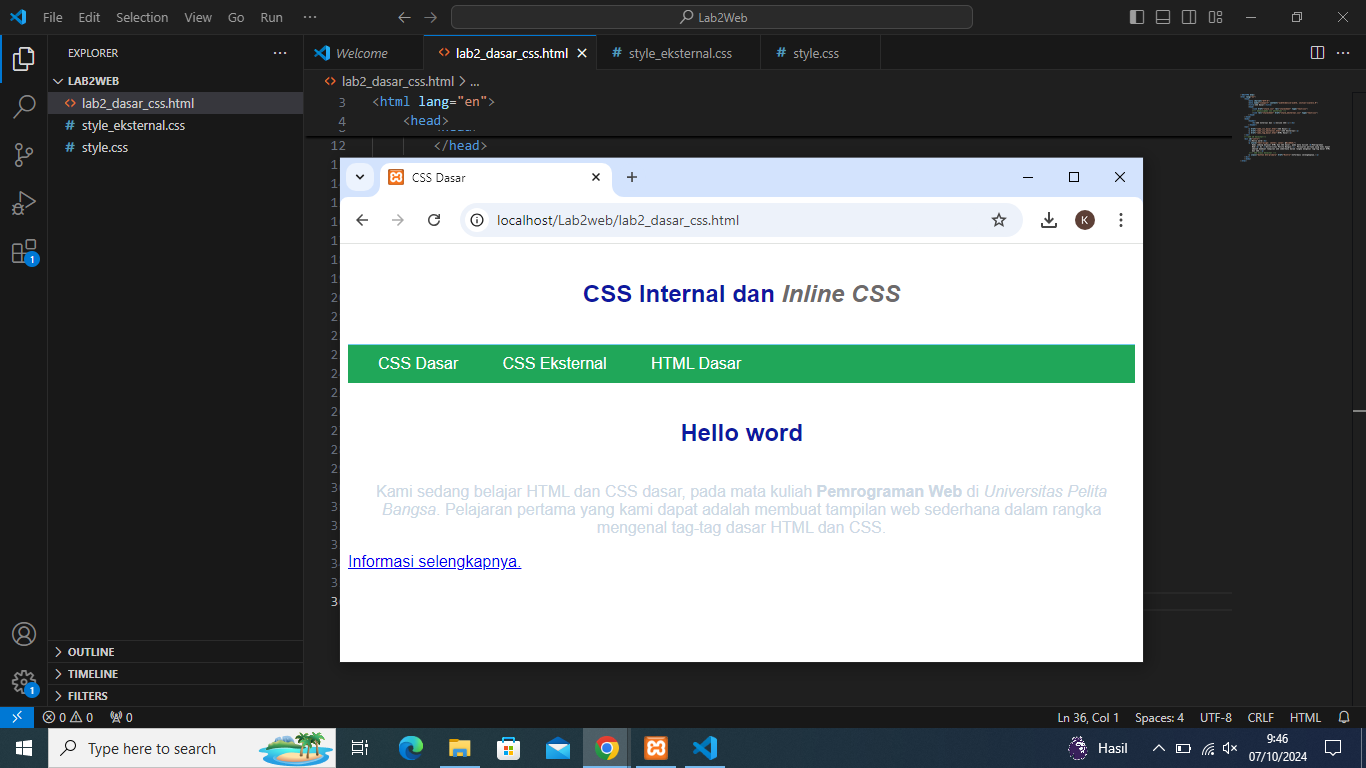 File Edit Selection View Go Run ··· Lab2Web
EXPLORER ···
Welcome
lab2_dasar_css.html
style_eksternal.css
style.css
LAB2WEB
lab2_dasar_css.html
style_eksternal.css
style.css
lab2_dasar_css.html > ...
3 <html lang="en">
4 <head>
12 </head>
CSS Dasar
localhost/Lab2web/lab2_dasar_css.html
K
CSS Internal dan Inline CSS
CSS Dasar CSS Eksternal HTML Dasar
Hello word
Kami sedang belajar HTML dan CSS dasar, pada mata kuliah Pemrograman Web di Universitas Pelita
Bangsa. Pelajaran pertama yang kami dapat adalah membuat tampilan web sederhana dalam rangka
mengenal tag-tag dasar HTML dan CSS.
Informasi selengkapnya.
1
1
OUTLINE
TIMELINE
FILTERS
0 0 0
Ln 36, Col 1 Spaces: 4 UTF-8 CRLF HTML
Type here to search
Hasil
9:46
07/10/2024